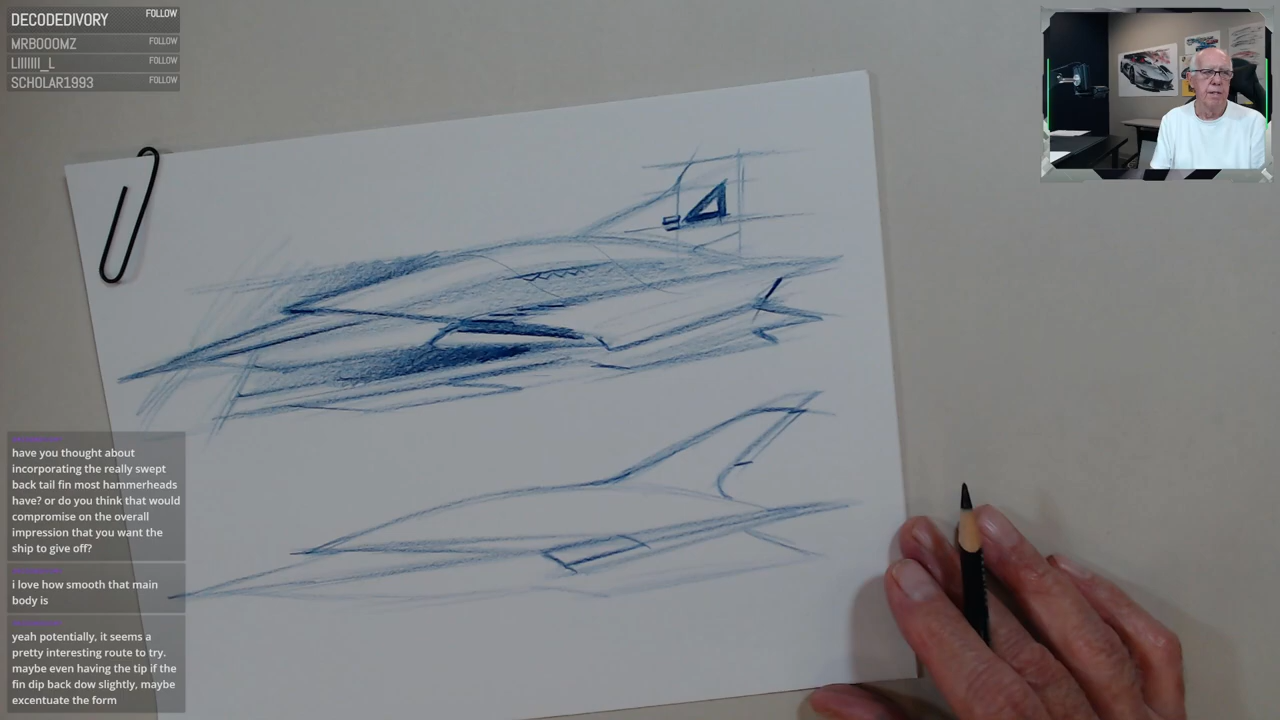 DECODEDIVORY FOLLOW
MRBOOOMZ FOLLOW
LIIIIIII_L FOLLOW
SCHOLAR1993 FOLLOW
4
have you thought about
incorporating the really swept
back tail fin most hammerheads
have? or do you think that would
compromise on the overall
impression that you want the
ship to give off?
i love how smooth that main
body is
yeah potentially, it seems a
pretty interesting route to try.
maybe even having the tip if the
fin dip back dow slightly, maybe
excentuate the form